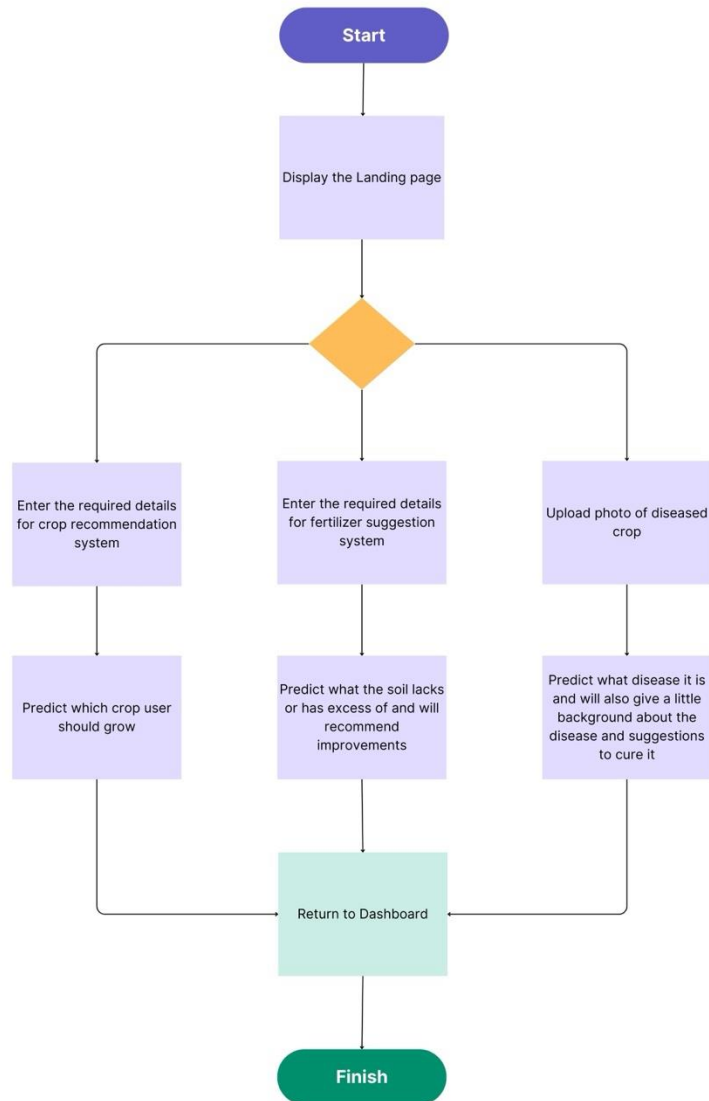 Start
Display the Landing page
Enter the required details
for crop recommendation
system
Enter the required details
for fertilizer suggestion
system
Upload photo of diseased
crop
Predict which crop user
should grow
Predict what the soil lacks
or has excess of and will
recommend
improvements
Predict what disease it is
and will also give a little
background about the
disease and suggestions
to cure it
Return to Dashboard
Finish